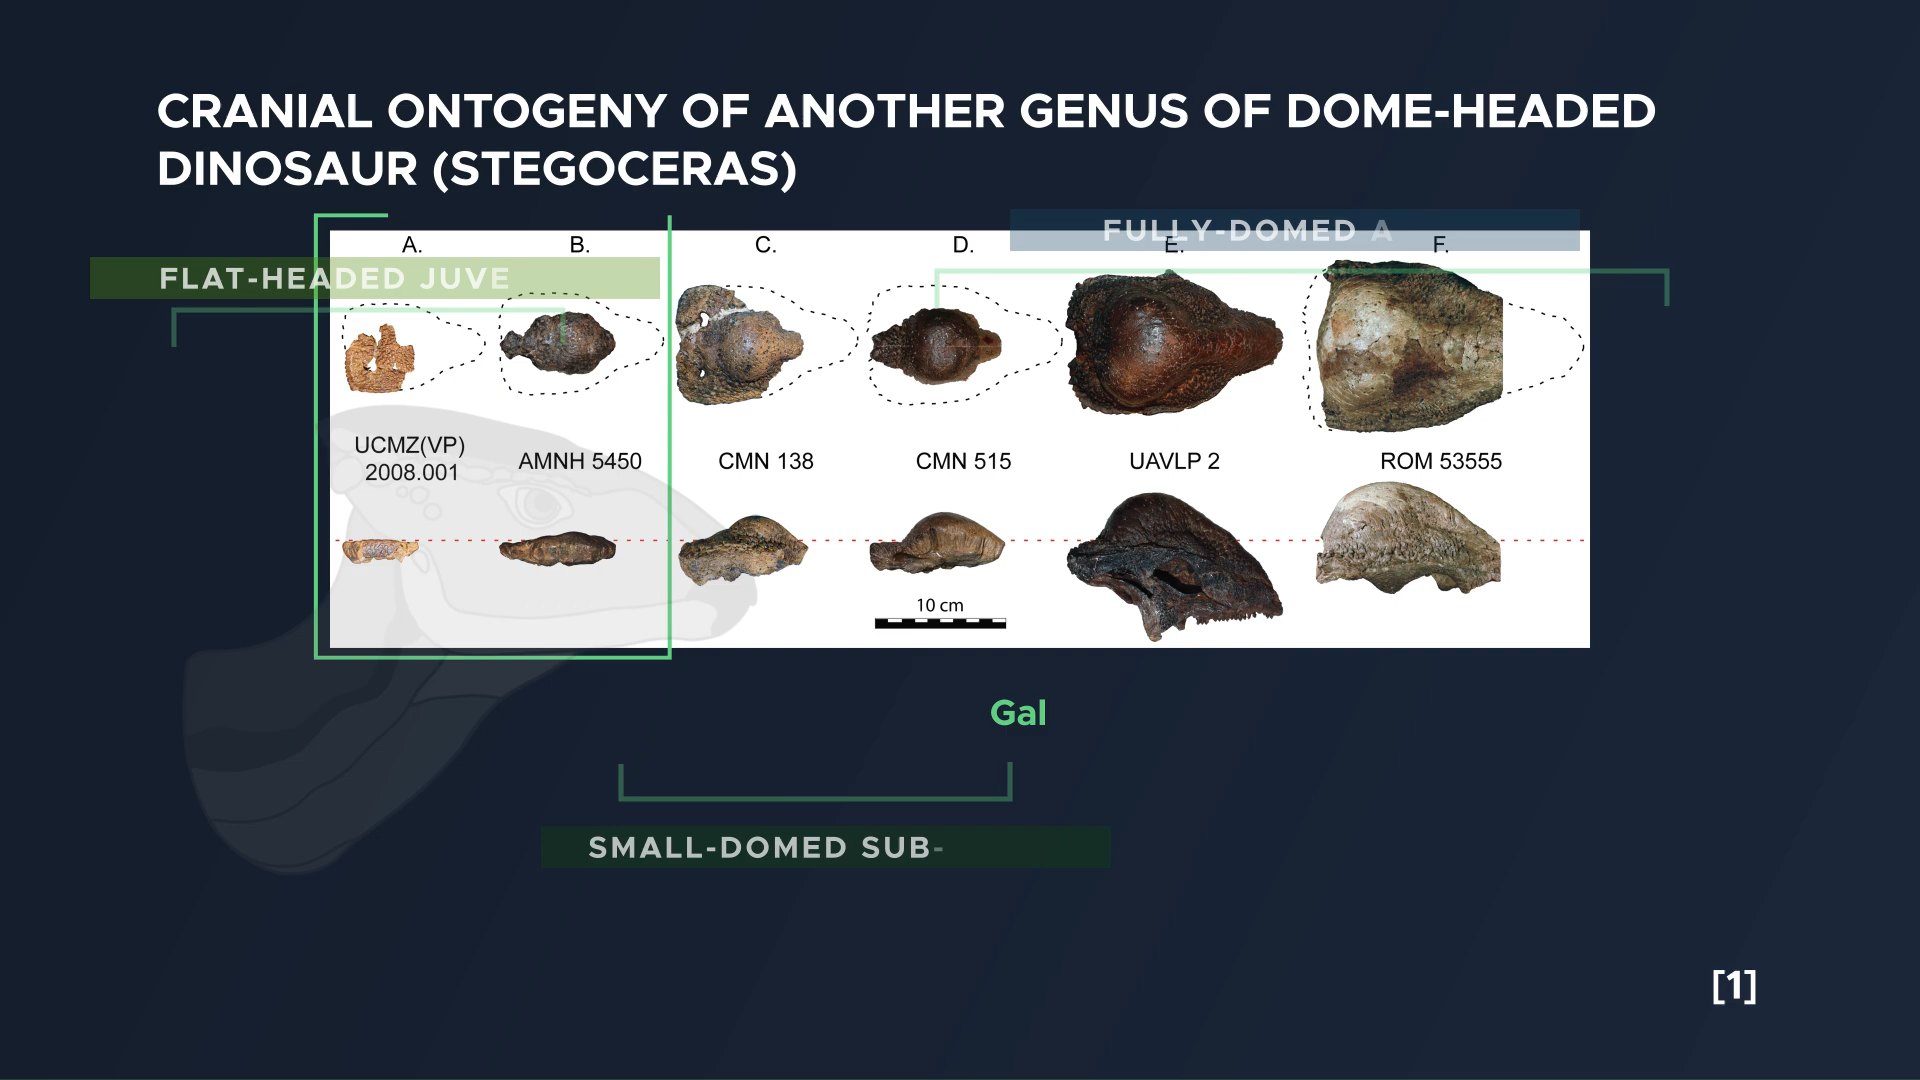 CRANIAL ONTOGENY OF ANOTHER GENUS OF DOME-HEADED
DINOSAUR (STEGOCERAS)
FULLY-DOMED A
A. B. C. D. E. F.
FLAT-HEADED JUVE
UCMZ(VP)
2008.001
AMNH 5450
CMN 138
CMN 515
UAVLP 2
ROM 53555
10 cm
Gal
SMALL-DOMED SUB-
[1]